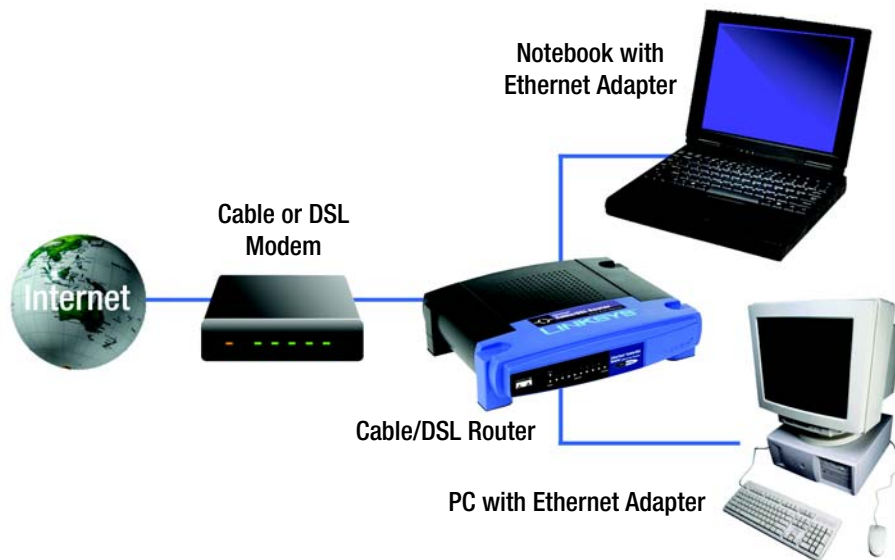 Notebook with
Ethernet Adapter
Cable or DSL
Modem
Internet
LINKSYS
Cable/DSL Router
PC with Ethernet Adapter